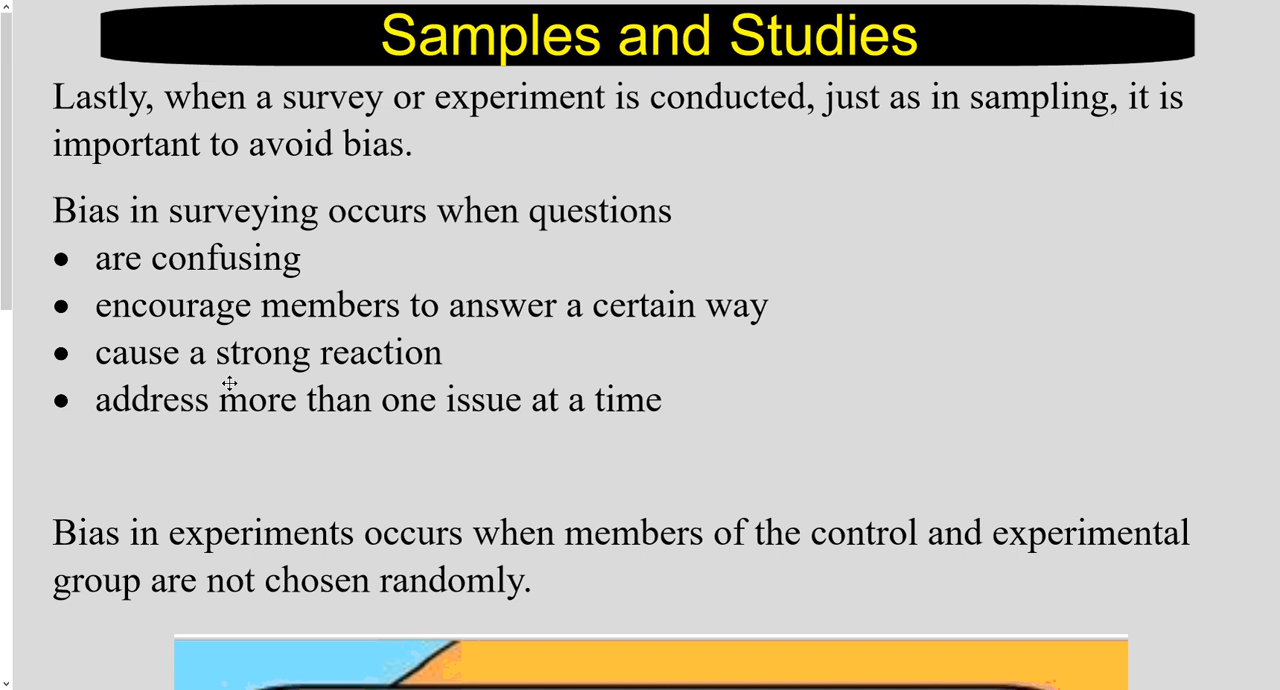 Samples and Studies
Lastly, when a survey or experiment is conducted, just as in sampling, it is
important to avoid bias.
Bias in surveying occurs when questions
• are confusing
• encourage members to answer a certain way
• cause a strong reaction
• address more than one issue at a time
Bias in experiments occurs when members of the control and experimental
group are not chosen randomly.